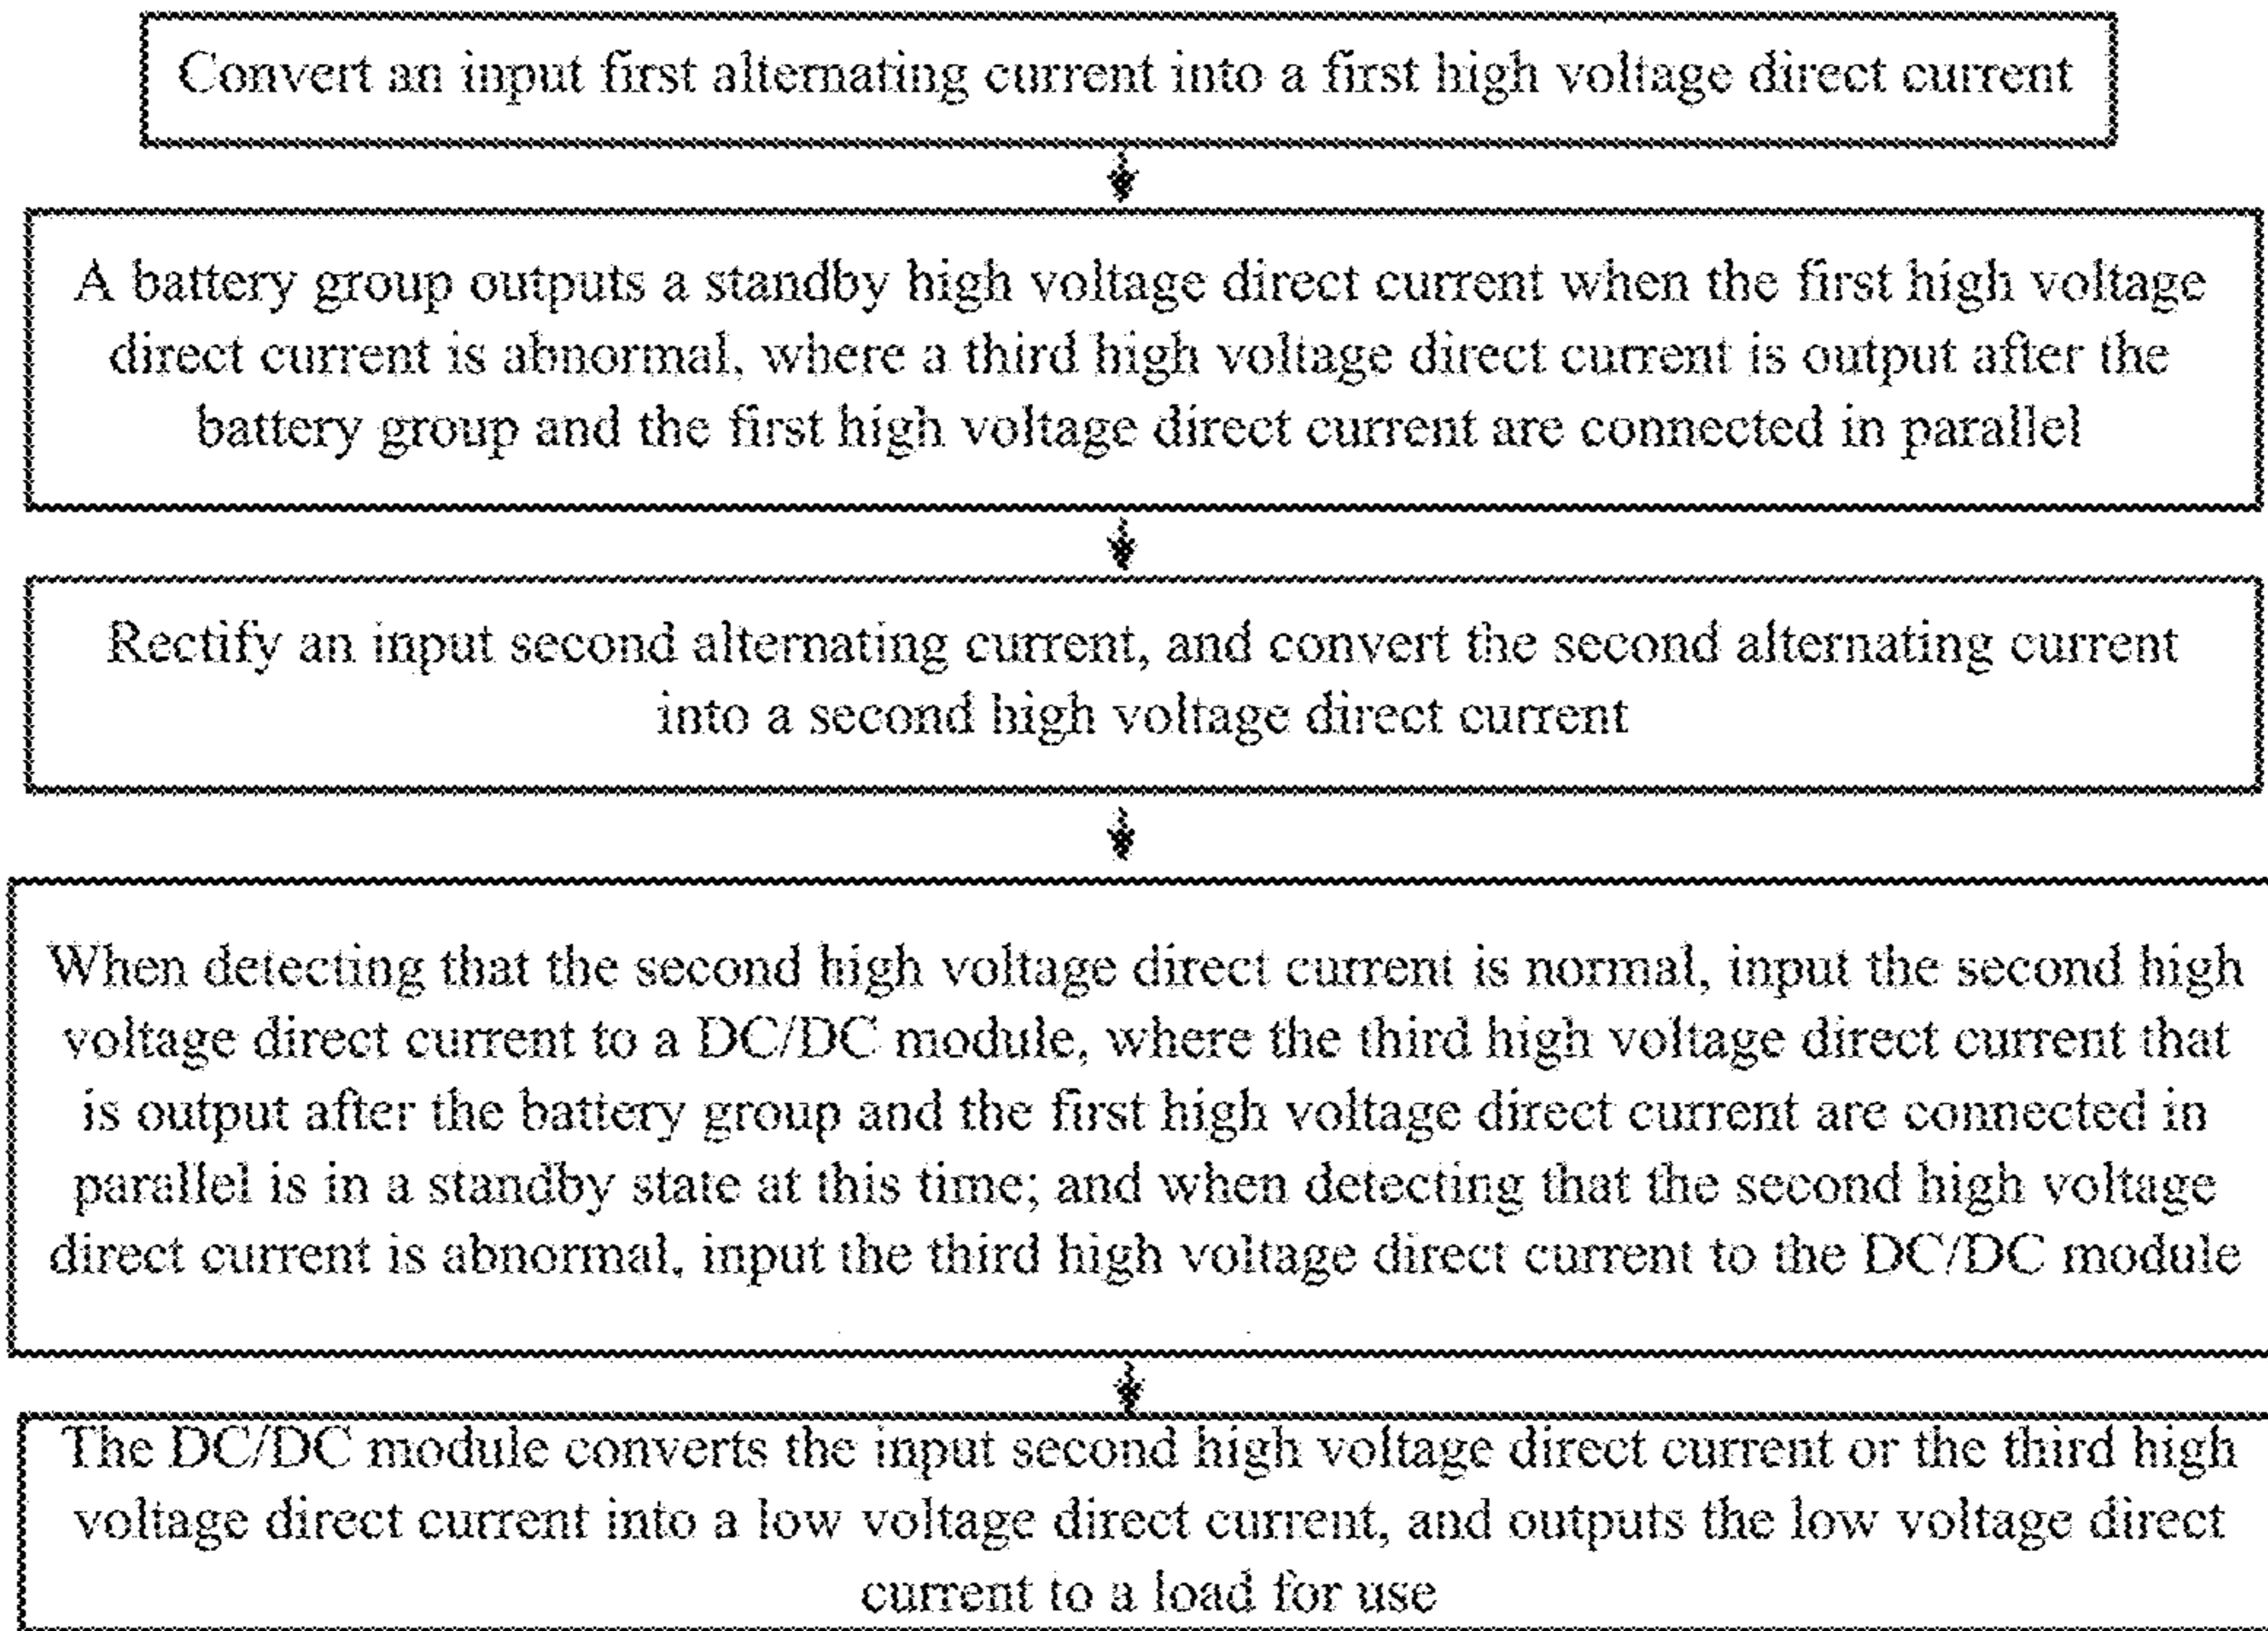 Convert an input first alternating current into a first high voltage direct current
A battery group outputs a standby high voltage direct current when the first high voltage
direct current is abnormal, where a third high voltage direct current is output after the
battery group and the first high voltage direct current are connected in parallel
Rectify an input second alternating current, and convert the second alternating current
into a second high voltage direct current
When detecting that the second high voltage direct current is normal, input the second high
voltage direct current to a DC/DC module, where the third high voltage direct current that
is output after the battery group and the first high voltage direct current are connected in
parallel is in a standby state at this time; and when detecting that the second high voltage
direct current is abnormal, input the third high voltage direct current to the DC/DC module
The DC/DC module converts the input second high voltage direct current or the third high
voltage direct current into a low voltage direct current, and outputs the low voltage direct
current to a load for use